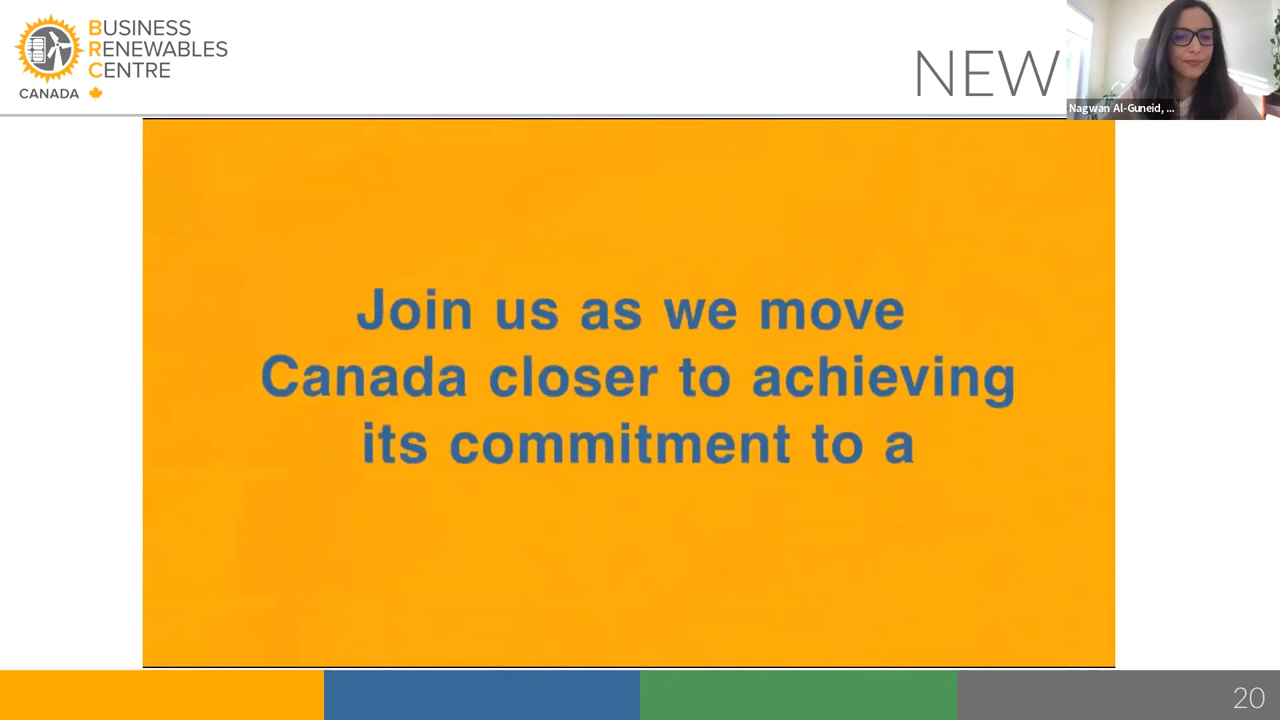 BUSINESS
RENEWABLES
CENTRE
CANADA
NEW
Nagwan Al-Guneid, ...
Join us as we move
Canada closer to achieving
its commitment to a
20